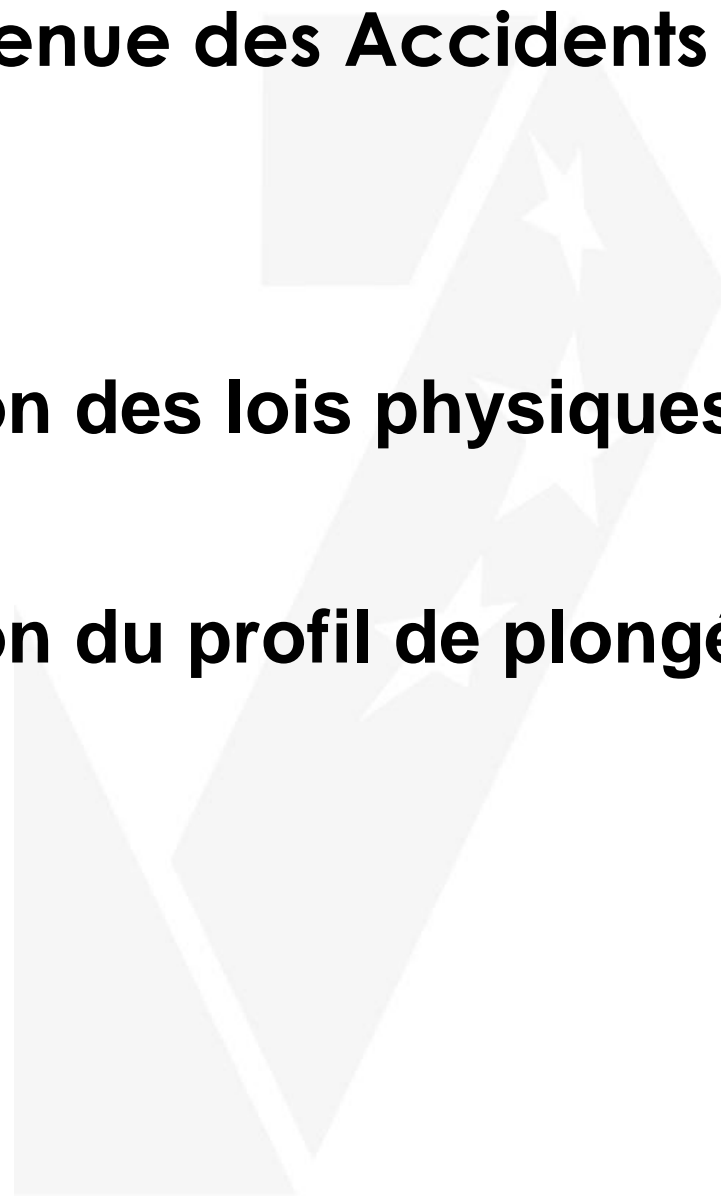 enue des Accidents
on des lois physiques
on du profil de plongé